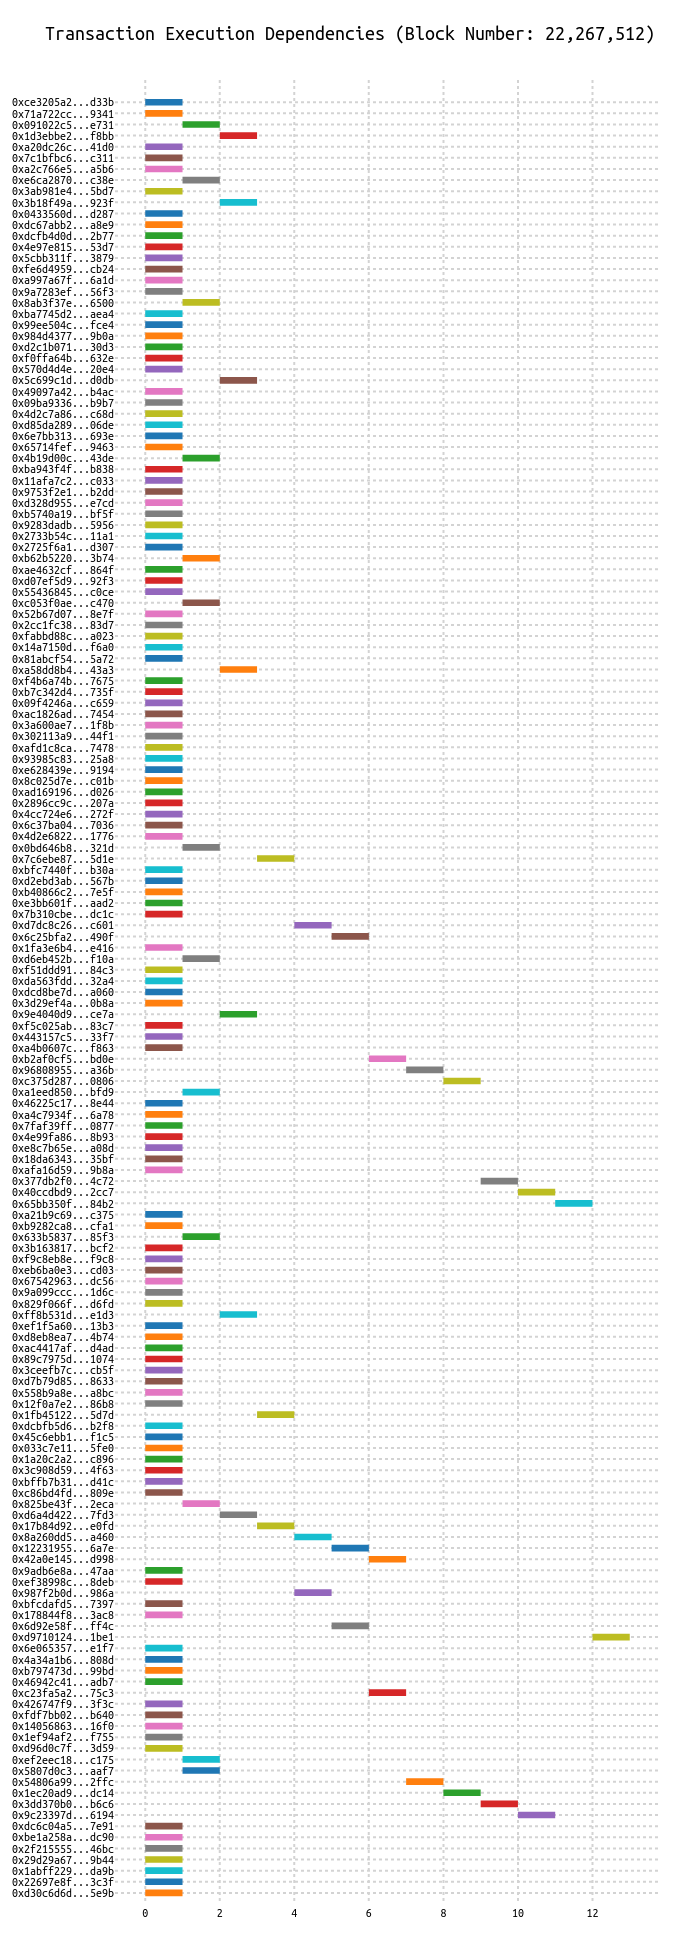 Transaction Execution Dependencies (Block Number: 22,267,512)
0xce3205a2...d33b
0x71a722cc...9341
0x091022c5...e731
0x1d3ebbe2...f8bb
0xa20dc26c...41d0
0x7c1bfbc6...c311
0xa2c766e5...a5b6
0xe6ca2870...c38e
0x3ab981e4...5bd7
0x3b18f49a...923f
0x0433560d...d287
0xdc67abb2...a8e9
0xdcfb4d0d...2b77
0x4e97e815...53d7
0x5cbb311f...3879
0xfe6d4959...cb24
0xa997a67f...6a1d
0x9a7283ef...56f3
0x8ab3f37e...6500
0xba7745d2...aea4
0x99ee504c...fce4
0x984d4377...9b0a
0xd2c1b071...30d3
0xf0ffa64b...632e
0x570d4d4e...20e4
0x5c699c1d...d0db
0x49097a42...b4ac
0x09ba9336...b9b7
0x4d2c7a86...c68d
0xd85da289...06de
0x6e7bb313...693e
0x65714fef...9463
0x4b19d00c...43de
0xba943f4f...b838
0x11afa7c2...c033
0x9753f2e1...b2dd
0xd328d955...e7cd
0xb5740a19...bf5f
0x9283dadb...5956
0x2733b54c...11a1
0x2725f6a1...d307
0xb62b5220...3b74
0xae4632cf...864f
0xd07ef5d9...92f3
0x55436845...c0ce
0xc053f0ae...c470
0x52b67d07...8e7f
0x2cc1fc38...83d7
0xfabbd88c...a023
0x14a7150d...f6a0
0x81abcf54...5a72
0xa58dd8b4...43a3
0xf4b6a74b...7675
0xb7c342d4...735f
0x09f4246a...c659
0xac1826ad...7454
0x3a600ae7...1f8b
0x302113a9...44f1
0xafd1c8ca...7478
0x93985c83...25a8
0xe628439e...9194
0x8c025d7e...c01b
0xad169196...d026
0x2896cc9c...207a
0x4cc724e6...272f
0x6c37ba04...7036
0x4d2e6822...1776
0x0bd646b8...321d
0x7c6ebe87...5d1e
0xbfc7440f...b30a
0xd2ebd3ab...567b
0xb40866c2...7e5f
0xe3bb601f...aad2
0x7b310cbe...dc1c
0xd7dc8c26...c601
0x6c25bfa2...490f
0x1fa3e6b4...e416
0xd6eb452b...f10a
0xf51ddd91...84c3
0xda563fdd...32a4
0xdcd8be7d...a060
0x3d29ef4a...0b8a
0x9e4040d9...ce7a
0xf5c025ab...83c7
0x443157c5...33f7
0xa4b0607c...f863
0xb2af0cf5...bd0e
0x96808955...a36b
0xc375d287...0806
0xa1eed850...bfd9
0x46225c17...8e44
0xa4c7934f...6a78
0x7faf39ff...0877
0x4e99fa86...8b93
0xe8c7b65e...a08d
0x18da6343...35bf
0xafa16d59...9b8a
0x377db2f0...4c72
0x40ccdbd9...2cc7
0x65bb350f...84b2
0xa21b9c69...c375
0xb9282ca8...cfa1
0x633b5837...85f3
0x3b163817...bcf2
0xf9c8eb8e...f9c8
0xeb6ba0e3...cd03
0x67542963...dc56
0x9a099ccc...1d6c
0x829f066f...d6fd
0xff8b531d...e1d3
0xef1f5a60...13b3
0xd8eb8ea7...4b74
0xac4417af...d4ad
0x89c7975d...1074
0x3ceefb7c...cb5f
0xd7b79d85...8633
0x558b9a8e...a8bc
0x12f0a7e2...86b8
0x1fb45122...5d7d
0xdcbfb5d6...b2f8
0x45c6ebb1...f1c5
0x033c7e11...5fe0
0x1a20c2a2...c896
0x3c908d59...4f63
0xbffb7b31...d41c
0xc86bd4fd...809e
0x825be43f...2eca
0xd6a4d422...7fd3
0x17b84d92...e0fd
0x8a260dd5...a460
0x12231955...6a7e
0x42a0e145...d998
0x9adb6e8a...47aa
0xef38998c...8deb
0x987f2b0d...986a
0xbfcdafd5...7397
0x178844f8...3ac8
0x6d92e58f...ff4c
0xd9710124...1be1
0x6e065357...e1f7
0x4a34a1b6...808d
0xb797473d...99bd
0x46942c41...adb7
0xc23fa5a2...75c3
0x426747f9...3f3c
0xfdf7bb02...b640
0x14056863...16f0
0x1ef94af2...f755
0xd96d0c7f...3d59
0xef2eec18...c175
0x5807d0c3...aaf7
0x54806a99...2ffc
0x1ec20ad9...dc14
0x3dd370b0...b6c6
0x9c23397d...6194
0xdc6c04a5...7e91
0xbe1a258a...dc90
0x2f215555...46bc
0x29d29a67...9b44
0x1abff229...da9b
0x22697e8f...3c3f
0xd30c6d6d...5e9b
0 2 4 6 8 10 12